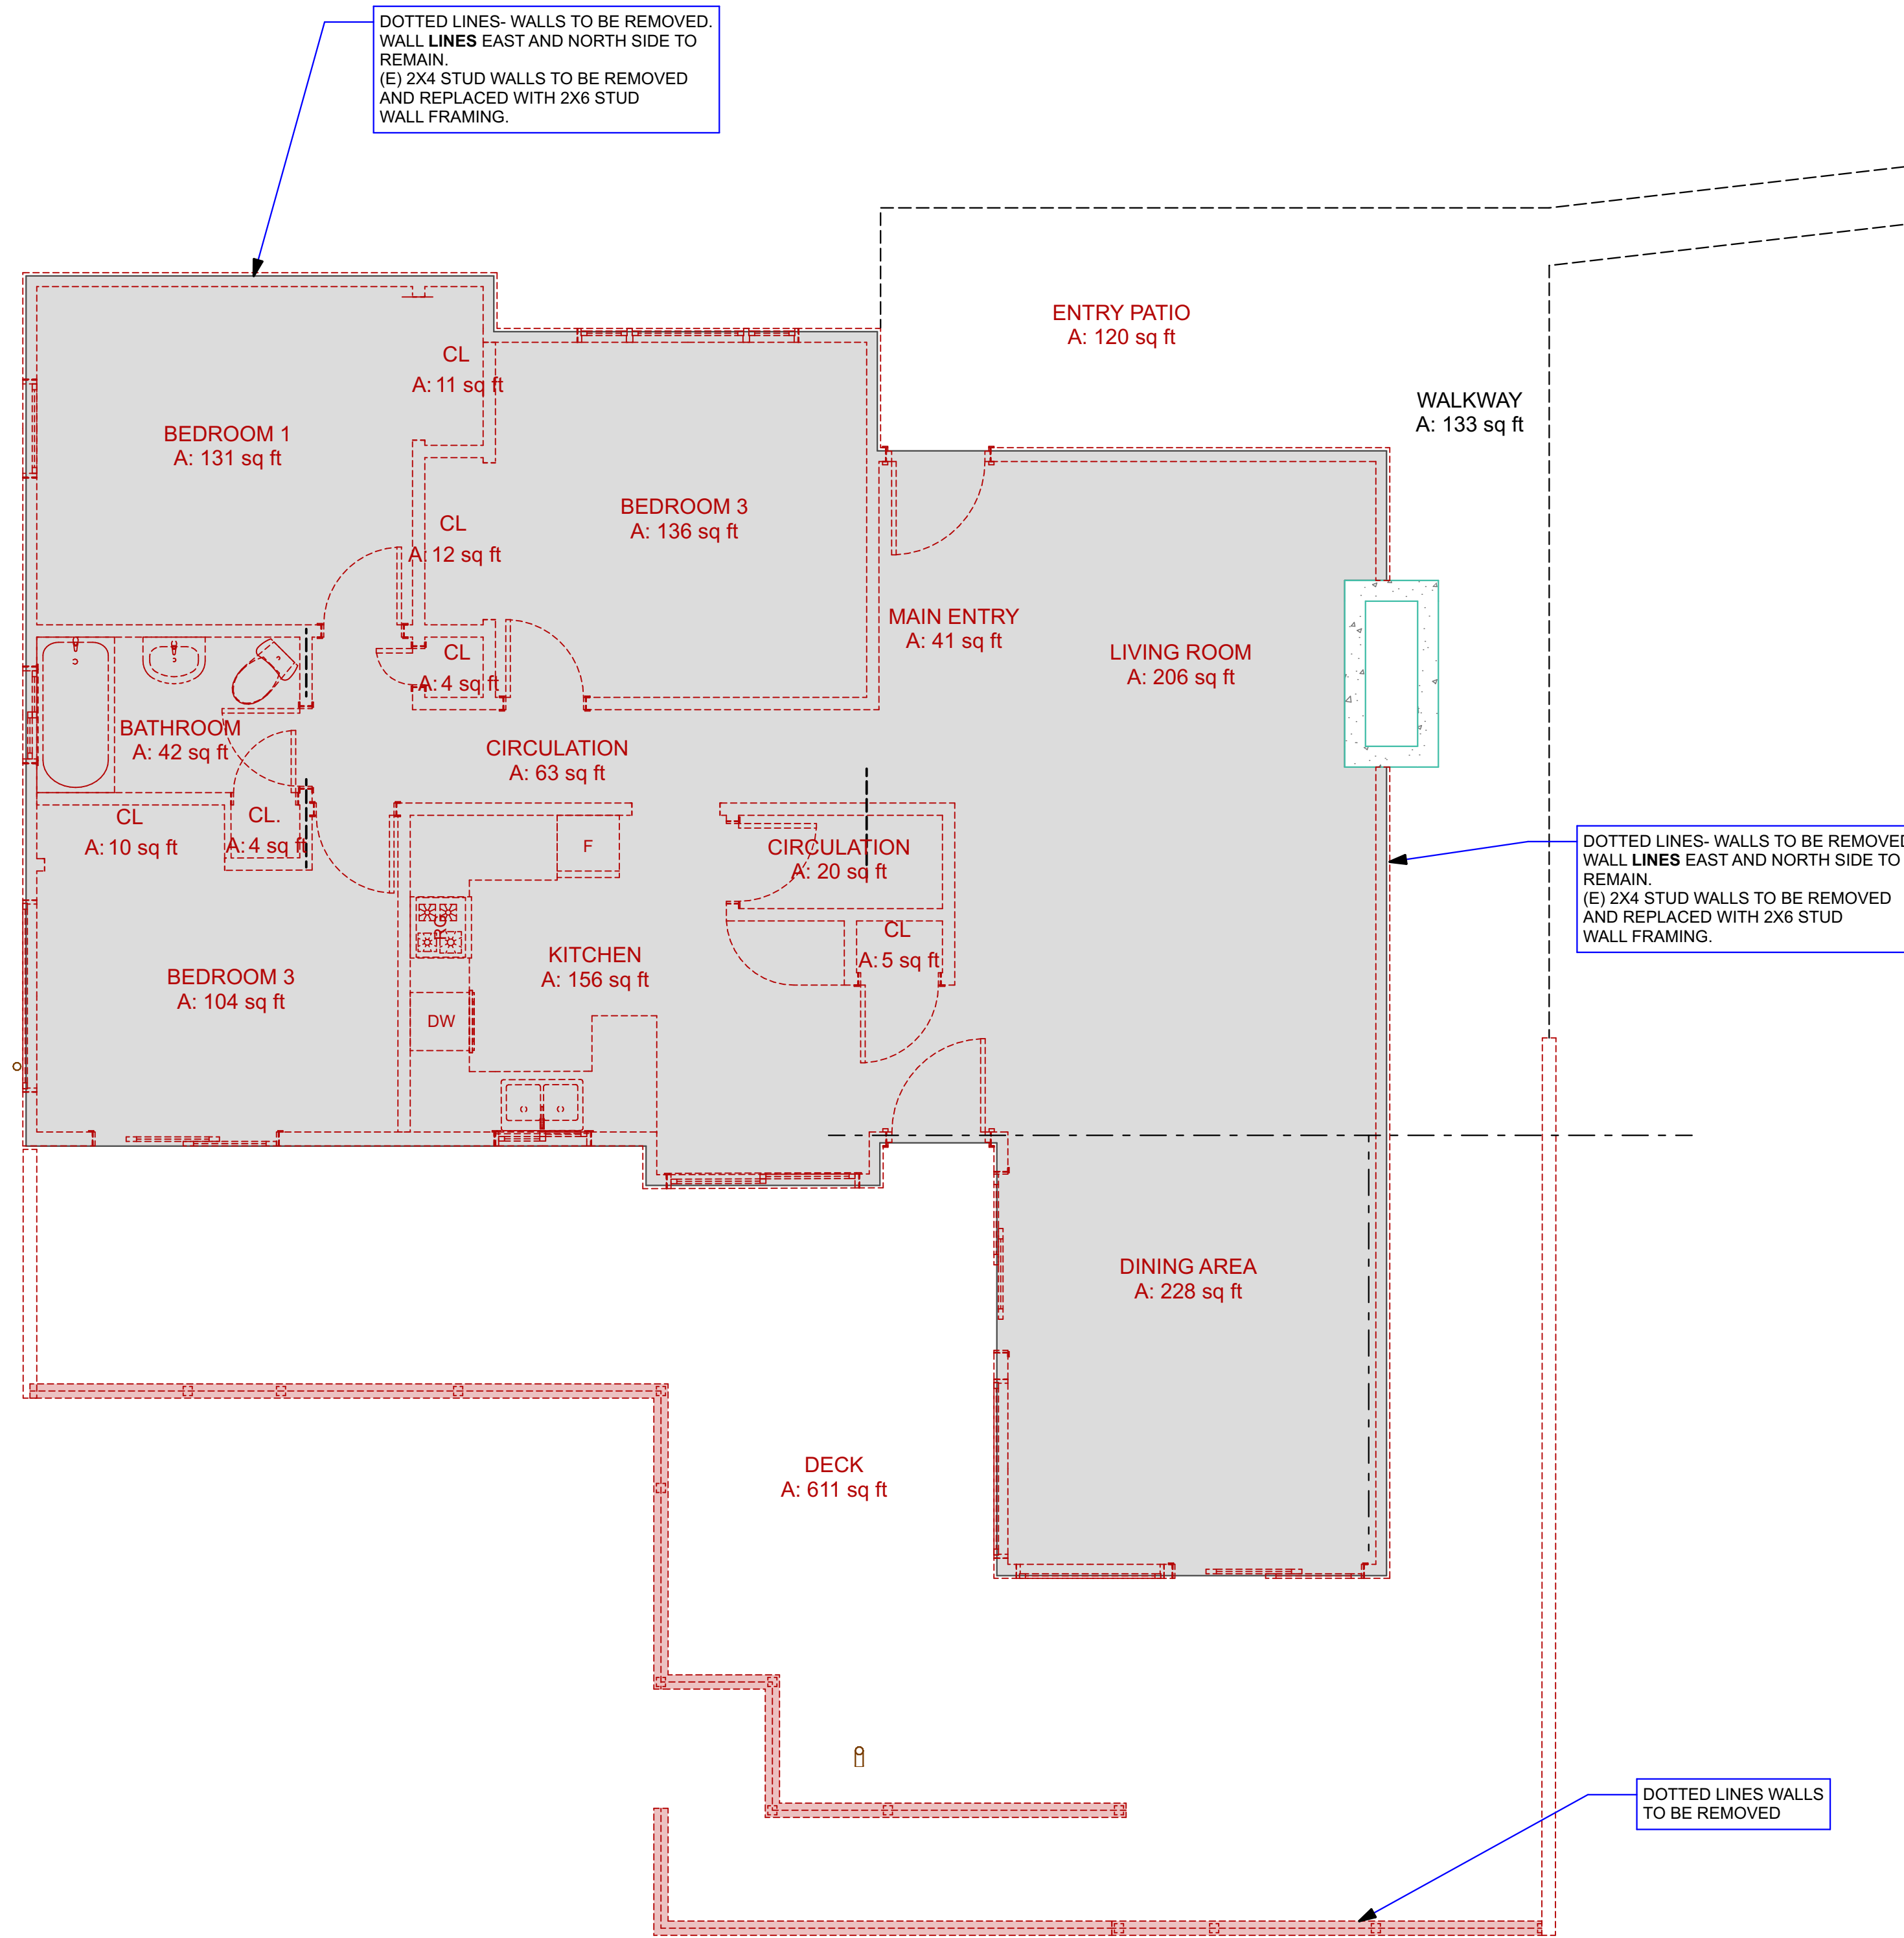 DOTTED LINES- WALLS TO BE REMOVED.
WALL LINES EAST AND NORTH SIDE TO
REMAIN.
(E) 2X4 STUD WALLS TO BE REMOVED
AND REPLACED WITH 2X6 STUD
WALL FRAMING.
ENTRY PATIO
A: 120 sq ft
CL
A: 11 sq ft
WALKWAY
A: 133 sq ft
BEDROOM 1
A: 131 sq ft
BEDROOM 3
A: 136 sq ft
CL
A: 12 sq ft
MAIN ENTRY
A: 41 sq ft
LIVING ROOM
A: 206 sq ft
CL
A: 4 sq ft
BATHROOM
A: 42 sq ft
CIRCULATION
A: 63 sq ft
CL
A: 10 sq ft
CL.
A: 4 sq ft
F
CIRCULATION
A: 20 sq ft
DOTTED LINES- WALLS TO BE REMOVED
WALL LINES EAST AND NORTH SIDE TO
REMAIN.
(E) 2X4 STUD WALLS TO BE REMOVED
AND REPLACED WITH 2X6 STUD
WALL FRAMING.
RG
CL
A: 5 sq ft
KITCHEN
A: 156 sq ft
BEDROOM 3
A: 104 sq ft
DW
DINING AREA
A: 228 sq ft
DECK
A: 611 sq ft
DOTTED LINES WALLS
TO BE REMOVED